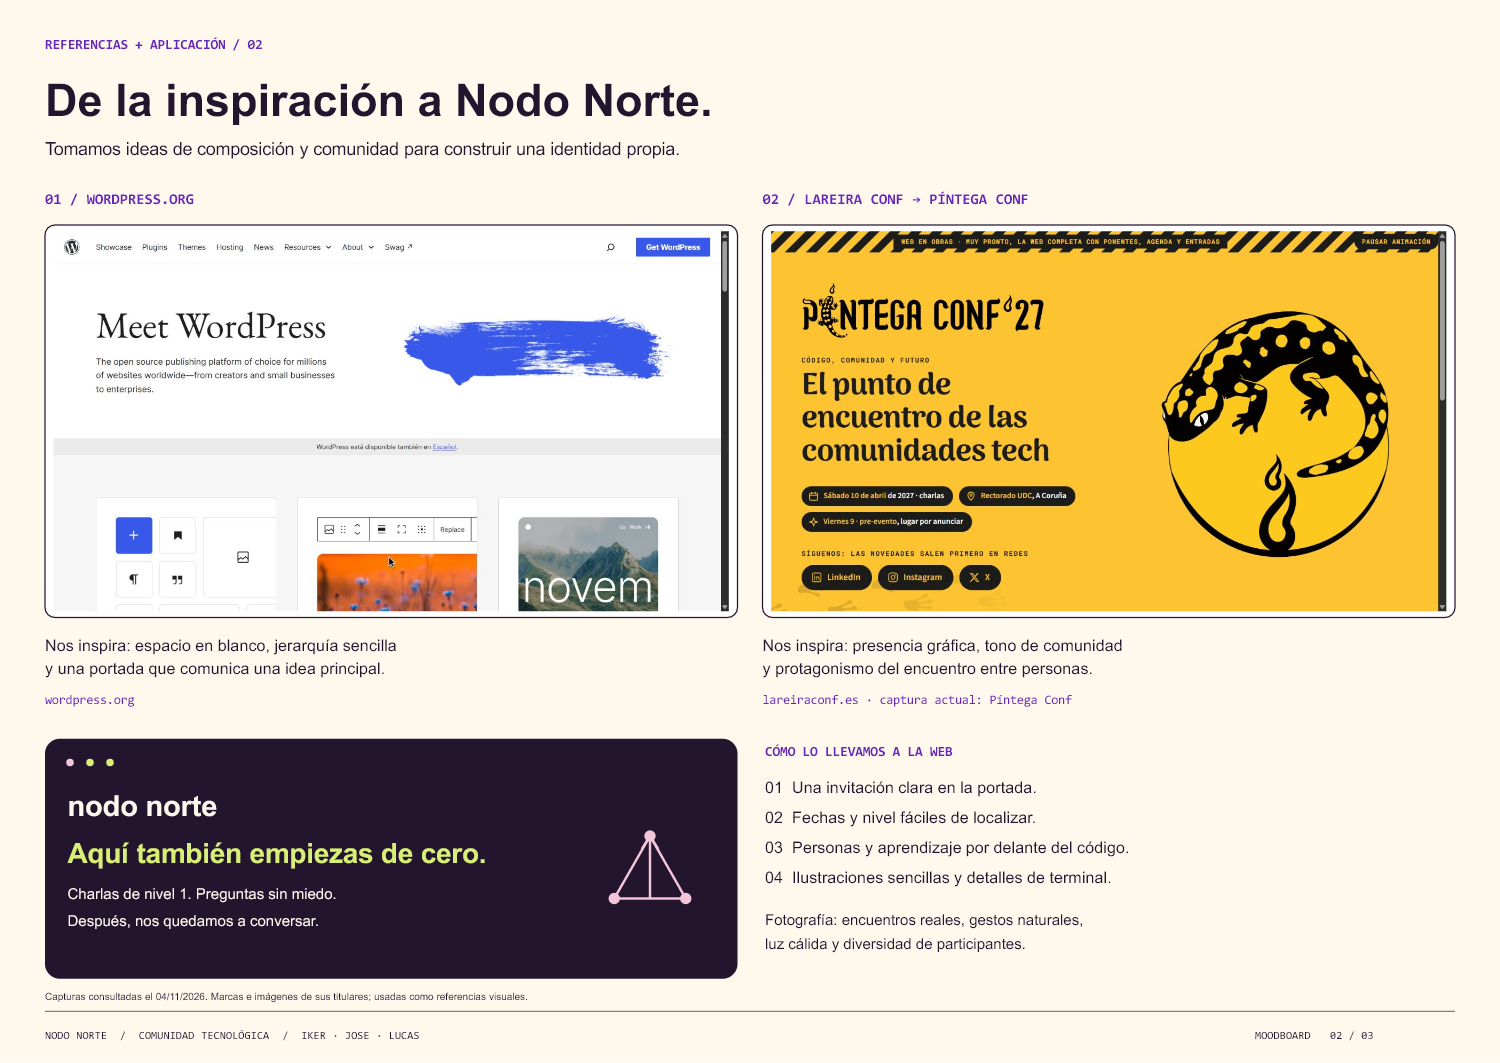 REFERENCIAS + APLICACIÓN / 02
De la inspiración a Nodo Norte.
Tomamos ideas de composición y comunidad para construir una identidad propia.
01 / WORDPRESS.ORG
Showcase Plugins Themes Hosting News Resources About Swag ↗ Get WordPress
Meet WordPress
The open source publishing platform of choice for millions
of websites worldwide—from creators and small businesses
to enterprises.
WordPress está disponible también en Español.
Replace
Us Work Hi
novem
Nos inspira: espacio en blanco, jerarquía sencilla
y una portada que comunica una idea principal.
wordpress.org
02 / LAREIRA CONF → PÍNTEGA CONF
WEB EN OBRAS · MUY PRONTO, LA WEB COMPLETA CON PONENTES, AGENDA Y ENTRADAS
PAUSAR ANIMACIÓN
PÍNTEGA CONF '27
CÓDIGO, COMUNIDAD Y FUTURO
El punto de
encuentro de las
comunidades tech
Sábado 10 de abril de 2027 · charlas
Rectorado UDC, A Coruña
Viernes 9 · pre-evento, lugar por anunciar
SÍGUENOS: LAS NOVEDADES SALEN PRIMERO EN REDES
LinkedIn Instagram X
Nos inspira: presencia gráfica, tono de comunidad
y protagonismo del encuentro entre personas.
lareiraconf.es · captura actual: Píntega Conf
nodo norte
Aquí también empiezas de cero.
Charlas de nivel 1. Preguntas sin miedo.
Después, nos quedamos a conversar.
CÓMO LO LLEVAMOS A LA WEB
01 Una invitación clara en la portada.
02 Fechas y nivel fáciles de localizar.
03 Personas y aprendizaje por delante del código.
04 Ilustraciones sencillas y detalles de terminal.
Fotografía: encuentros reales, gestos naturales,
luz cálida y diversidad de participantes.
Capturas consultadas el 04/11/2026. Marcas e imágenes de sus titulares; usadas como referencias visuales.
NODO NORTE / COMUNIDAD TECNOLÓGICA / IKER · JOSE · LUCAS
MOODBOARD 02 / 03